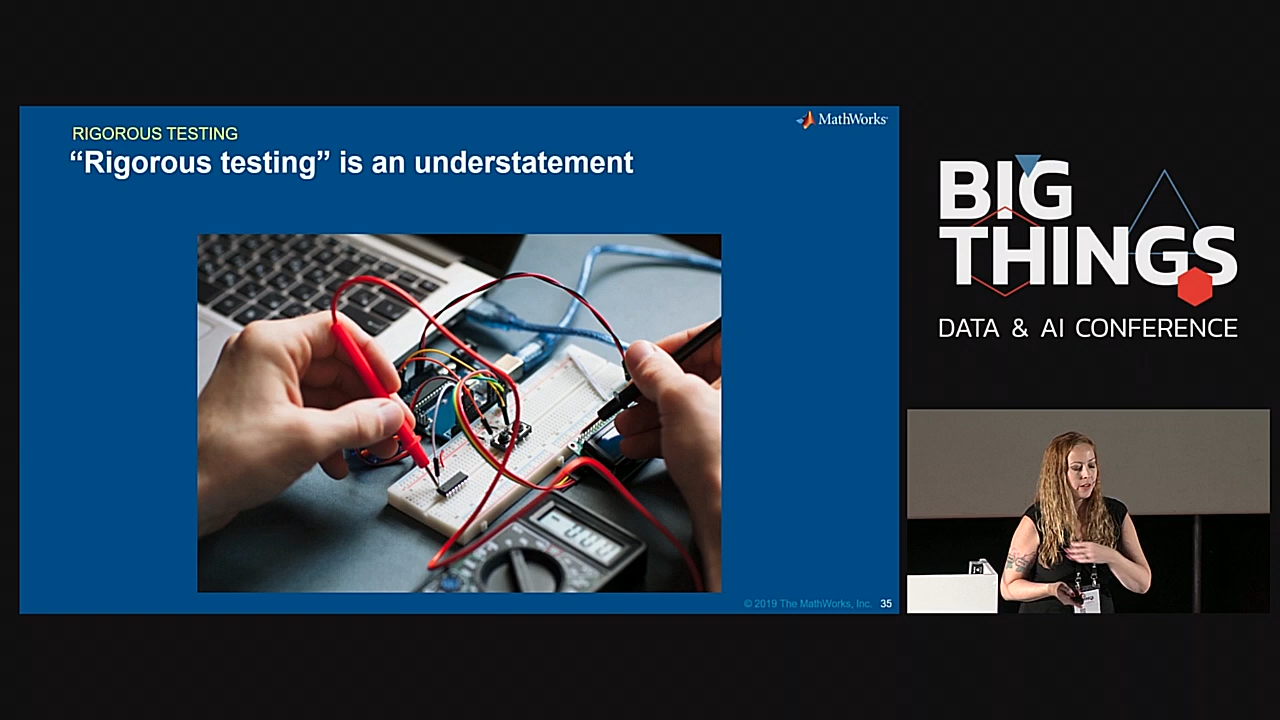 RIGOROUS TESTING
“Rigorous testing” is an understatement
MathWorks
© 2019 The MathWorks, Inc. 35
BIG
THINGS
DATA & AI CONFERENCE